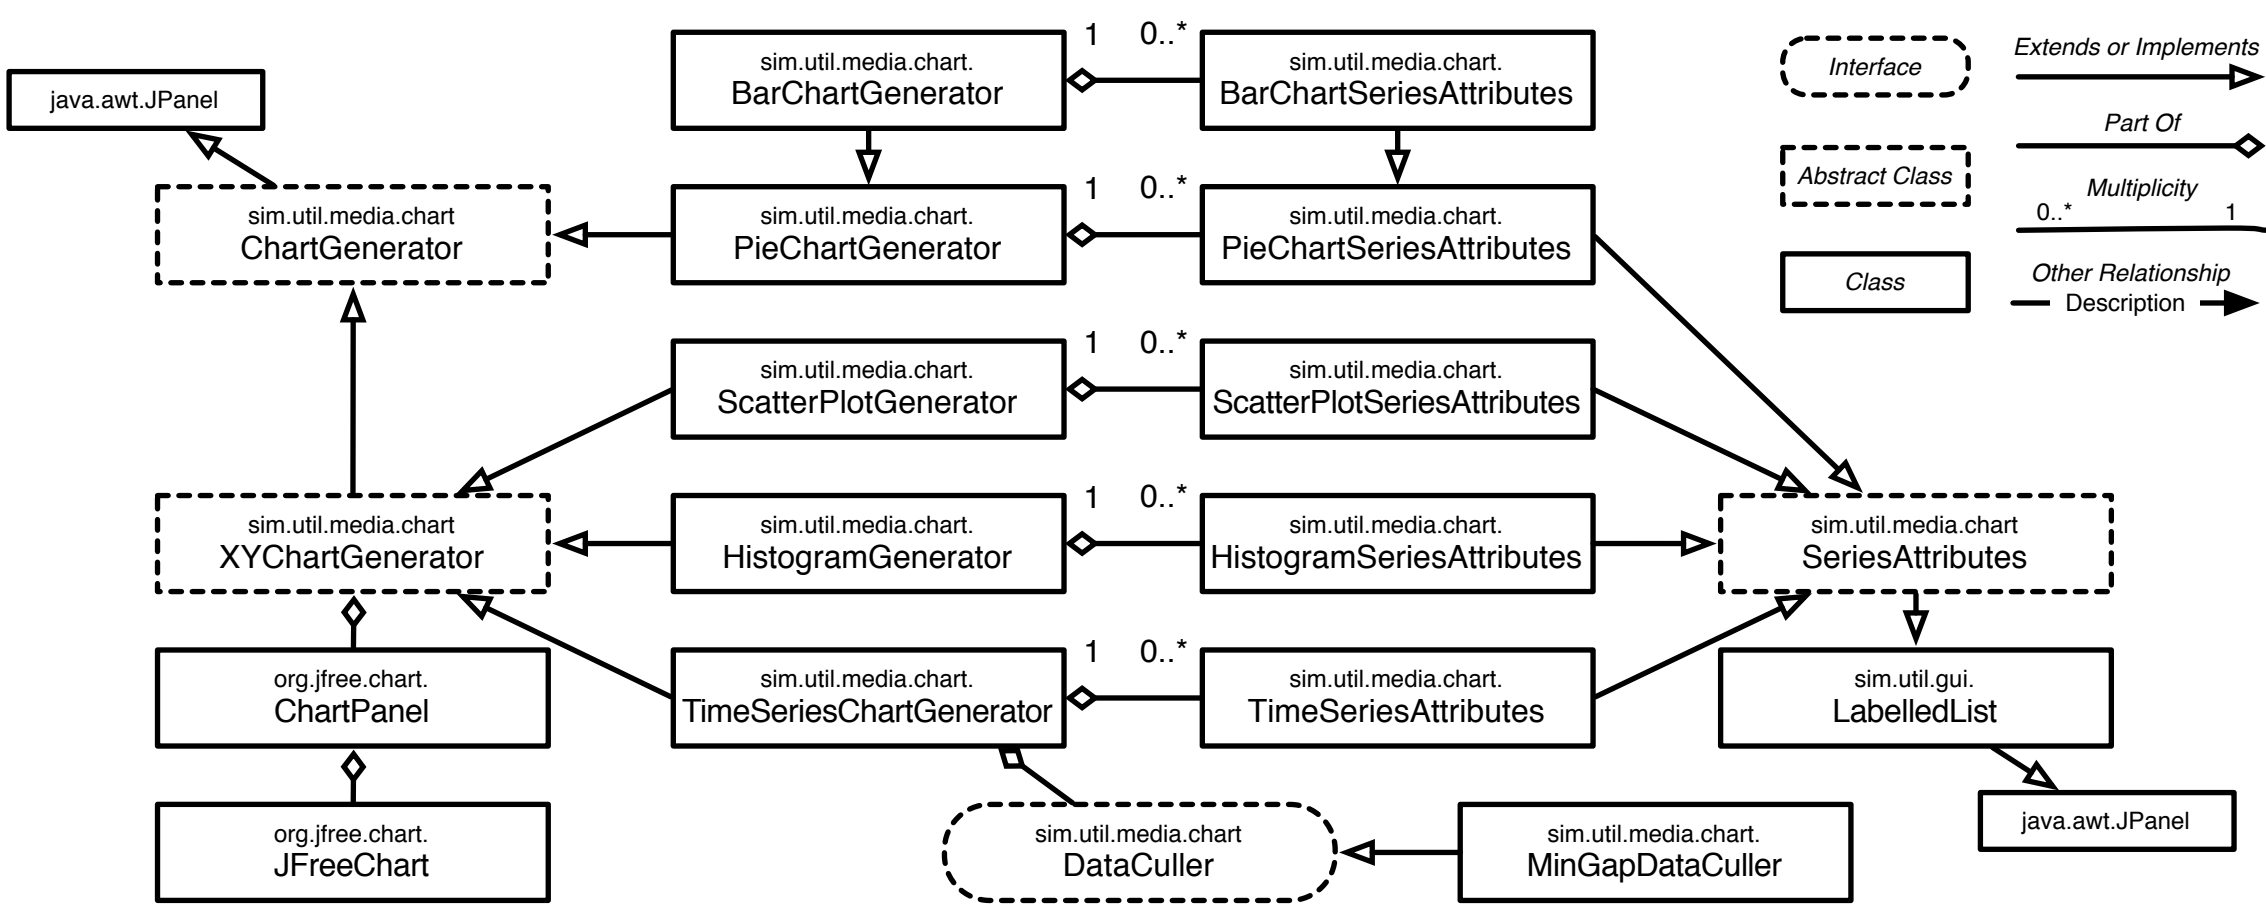 java.awt.JPanel
sim.util.media.chart
ChartGenerator
sim.util.media.chart
XYChartGenerator
org.jfree.chart.
ChartPanel
org.jfree.chart.
JFreeChart
sim.util.media.chart.
BarChartGenerator
1 0..*
sim.util.media.chart.
BarChartSeriesAttributes
sim.util.media.chart.
PieChartGenerator
1 0..*
sim.util.media.chart.
PieChartSeriesAttributes
sim.util.media.chart.
ScatterPlotGenerator
1 0..*
sim.util.media.chart.
ScatterPlotSeriesAttributes
sim.util.media.chart.
HistogramGenerator
1 0..*
sim.util.media.chart.
HistogramSeriesAttributes
sim.util.media.chart.
TimeSeriesChartGenerator
1 0..*
sim.util.media.chart.
TimeSeriesAttributes
sim.util.media.chart
DataCuller
sim.util.media.chart.
MinGapDataCuller
sim.util.media.chart
SeriesAttributes
sim.util.gui.
LabelledList
java.awt.JPanel
Interface
Abstract Class
Class
Extends or Implements
Part Of
Multiplicity
0..* 1
Other Relationship
Description